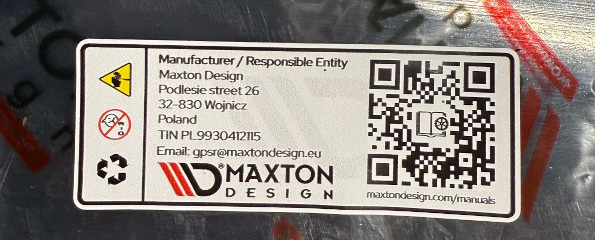 Manufacturer / Responsible Entity
Maxton Design
Podlesie street 26
32-830 Wojnicz
Poland
TIN PL9930412115
Email: gpsr@maxtondesign.eu
MAXTON
DESIGN
maxtondesign.com/manuals